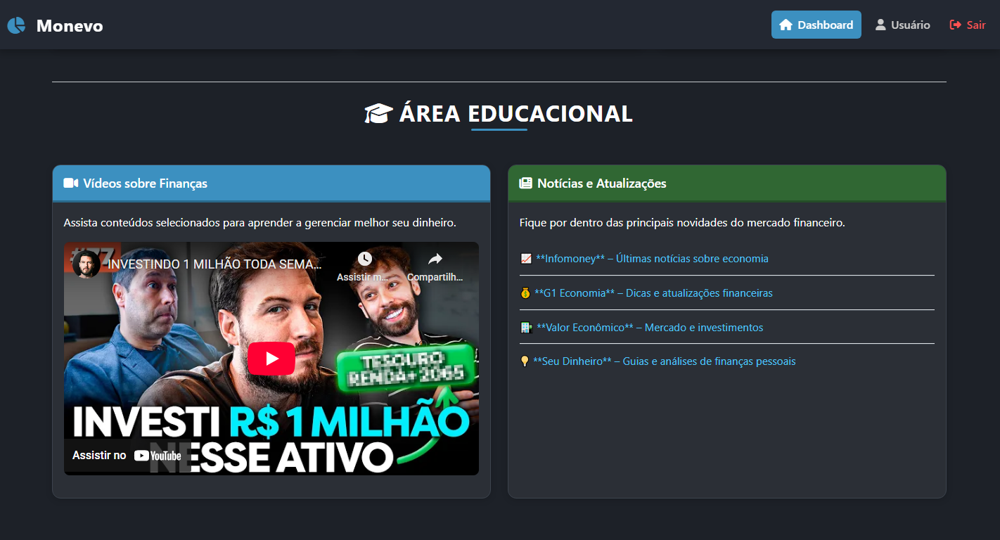 Monevo
Dashboard
Usuário
Sair
ÁREA EDUCACIONAL
Vídeos sobre Finanças
Assista conteúdos selecionados para aprender a gerenciar melhor seu dinheiro.
#77
INVESTINDO 1 MILHÃO TODA SEMA...
Assistir m...
Compartilh...
TESOURO
RENDA+ 2065
INVESTI R$ 1 MILHÃO
NESSE ATIVO
Assistir no YouTube
Notícias e Atualizações
Fique por dentro das principais novidades do mercado financeiro.
**Infomoney** – Últimas notícias sobre economia
**G1 Economia** – Dicas e atualizações financeiras
**Valor Econômico** – Mercado e investimentos
**Seu Dinheiro** – Guias e análises de finanças pessoais